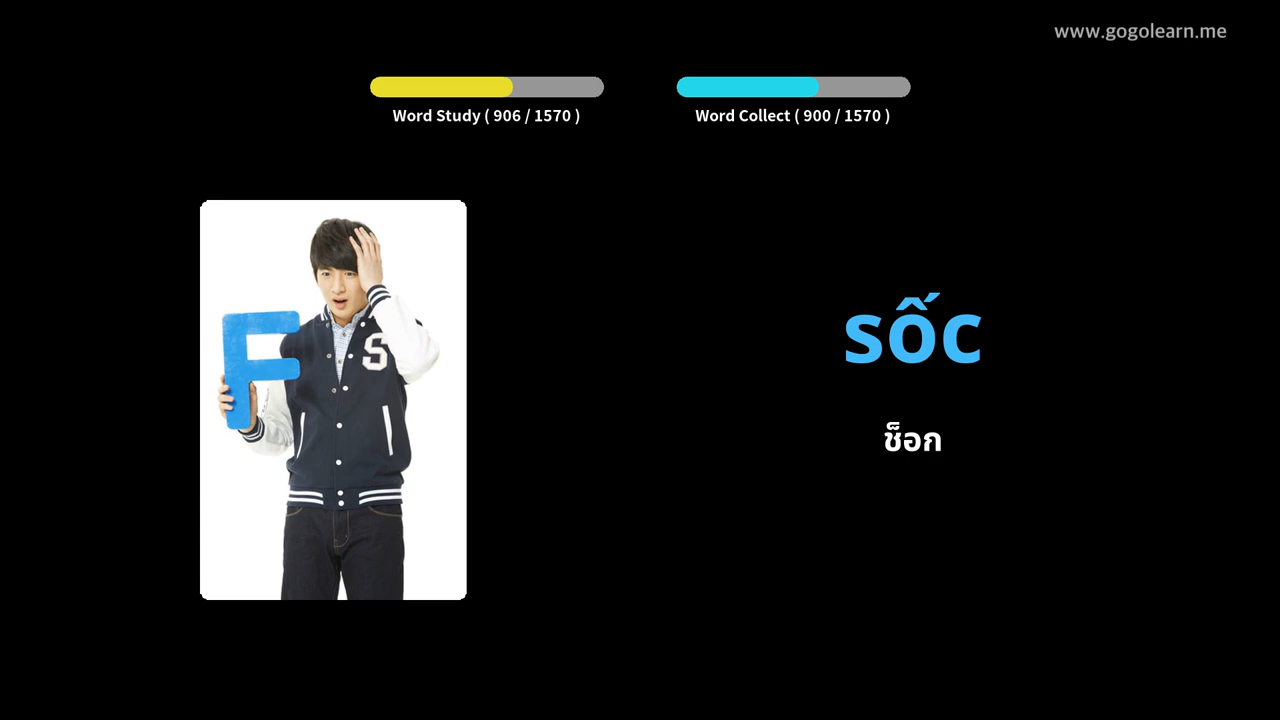 www.gogolearn.me
Word Study ( 906 / 1570 )
Word Collect ( 900 / 1570 )
F
S
sốc
ช็อก